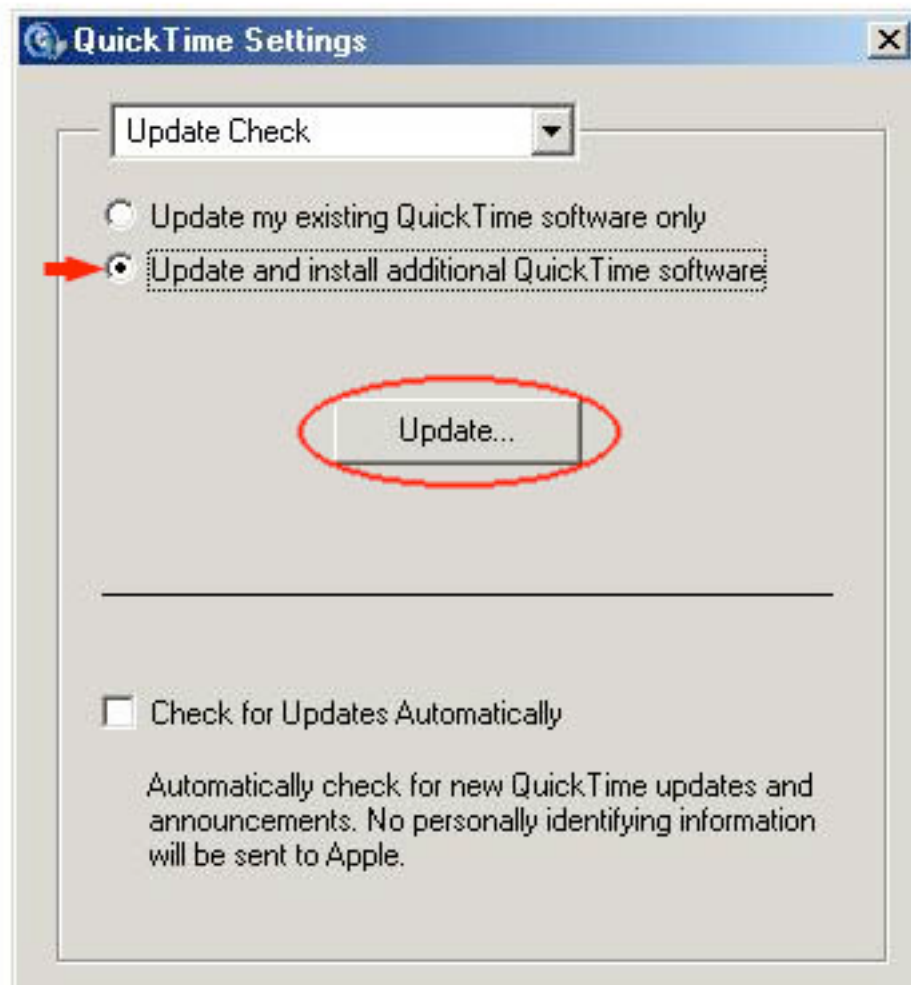 QuickTime Settings
Update Check
Update my existing QuickTime software only
Update and install additional QuickTime software
Update...
Check for Updates Automatically
Automatically check for new QuickTime updates and
announcements. No personally identifying information
will be sent to Apple.